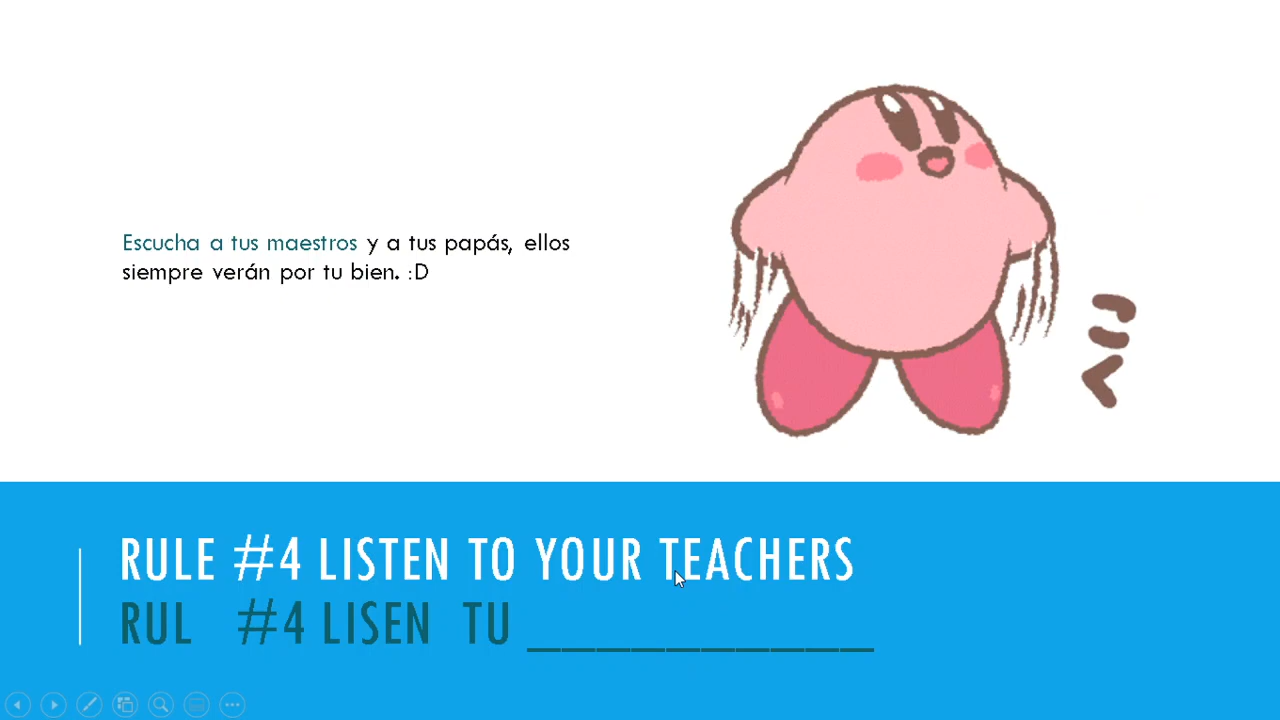 Escucha a tus maestros y a tus papás, ellos
siempre verán por tu bien. :D
RULE #4 LISTEN TO YOUR TEACHERS
RUL #4 LISEN TU __________